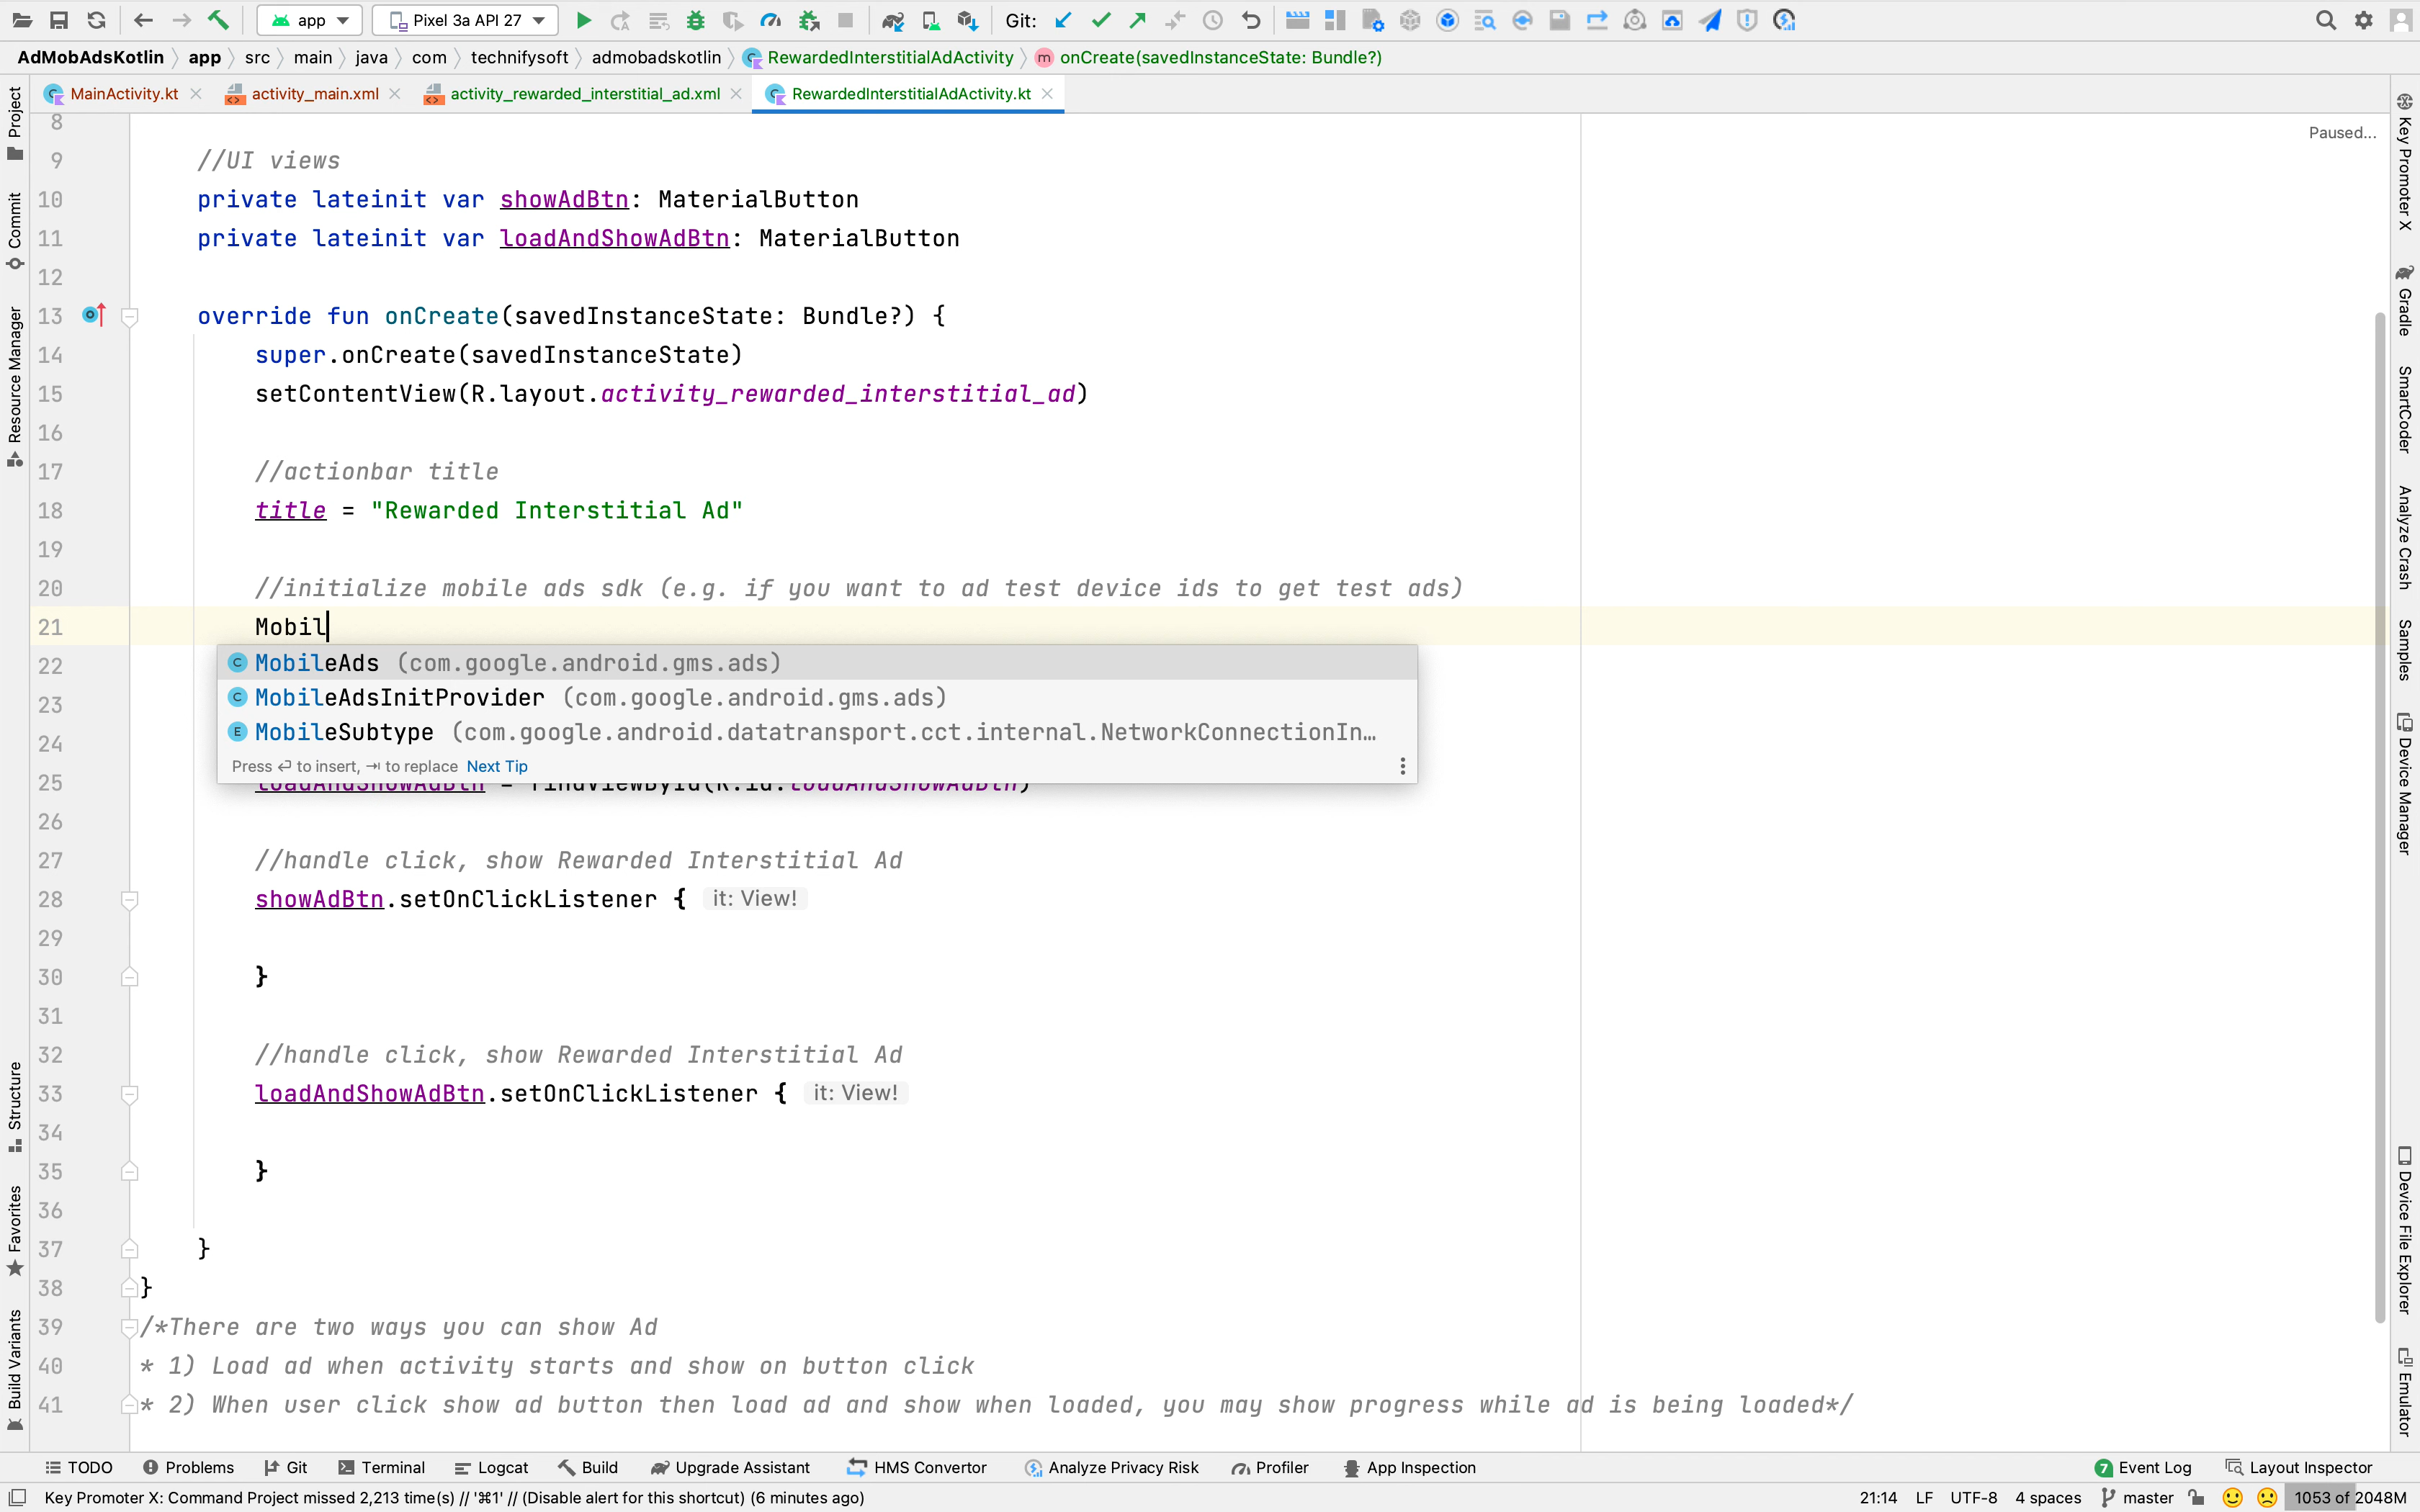 app
Pixel 3a API 27
Git:
AdMobAdsKotlin
app
src
main
java
com
technifysoft
admobadskotlin
RewardedInterstitialAdActivity
onCreate(savedInstanceState: Bundle?)
MainActivity.kt
activity_main.xml
activity_rewarded_interstitial_ad.xml
RewardedInterstitialAdActivity.kt
Paused...
8
9 //UI views
10 private lateinit var showAdBtn: MaterialButton
11 private lateinit var loadAndShowAdBtn: MaterialButton
12
13 override fun onCreate(savedInstanceState: Bundle?) {
14 super.onCreate(savedInstanceState)
15 setContentView(R.layout.activity_rewarded_interstitial_ad)
16
17 //actionbar title
18 title = "Rewarded Interstitial Ad"
19
20 //initialize mobile ads sdk (e.g. if you want to ad test device ids to get test ads)
21 Mobil
22
23
24
MobileAds (com.google.android.gms.ads)
MobileAdsInitProvider (com.google.android.gms.ads)
MobileSubtype (com.google.android.datatransport.cct.internal.NetworkConnectionIn…
Press ↩ to insert, ⇥ to replace Next Tip
25 loadAndShowAdBtn = findViewById(R.id.loadAndShowAdBtn)
26
27 //handle click, show Rewarded Interstitial Ad
28 showAdBtn.setOnClickListener { it: View!
29
30 }
31
32 //handle click, show Rewarded Interstitial Ad
33 loadAndShowAdBtn.setOnClickListener { it: View!
34
35 }
36
37 }
38 }
39 /*There are two ways you can show Ad
40 * 1) Load ad when activity starts and show on button click
41 * 2) When user click show ad button then load ad and show when loaded, you may show progress while ad is being loaded*/
Project
Commit
Resource Manager
Structure
Favorites
Build Variants
Key Promoter X
Gradle
SmartCoder
Analyze Crash
Samples
Device Manager
Device File Explorer
Emulator
TODO
Problems
Git
Terminal
Logcat
Build
Upgrade Assistant
HMS Convertor
Analyze Privacy Risk
Profiler
App Inspection
7 Event Log
Layout Inspector
Key Promoter X: Command Project missed 2,213 time(s) // '⌘1' // (Disable alert for this shortcut) (6 minutes ago)
21:14
LF
UTF-8
4 spaces
master
1053 of 2048M